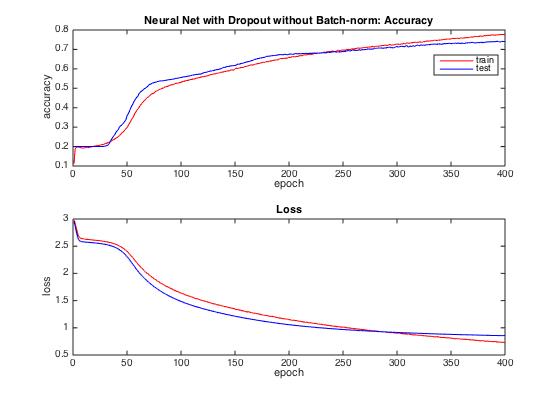 Neural Net with Dropout without Batch-norm: Accuracy
0.8
0.7
0.6
0.5
0.4
0.3
0.2
0.1
accuracy
train
test
0 50 100 150 200 250 300 350 400
epoch
Loss
3
2.5
2
1.5
1
0.5
loss
0 50 100 150 200 250 300 350 400
epoch